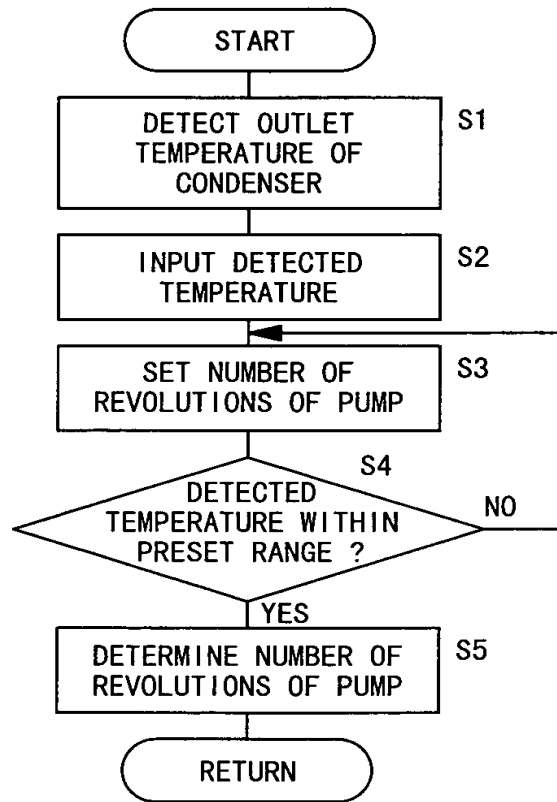 START
DETECT OUTLET
TEMPERATURE OF
CONDENSER
S1
INPUT DETECTED
TEMPERATURE
S2
SET NUMBER OF
REVOLUTIONS OF PUMP
S3
S4
DETECTED
TEMPERATURE WITHIN
PRESET RANGE ?
NO
YES
DETERMINE NUMBER OF
REVOLUTIONS OF PUMP
S5
RETURN